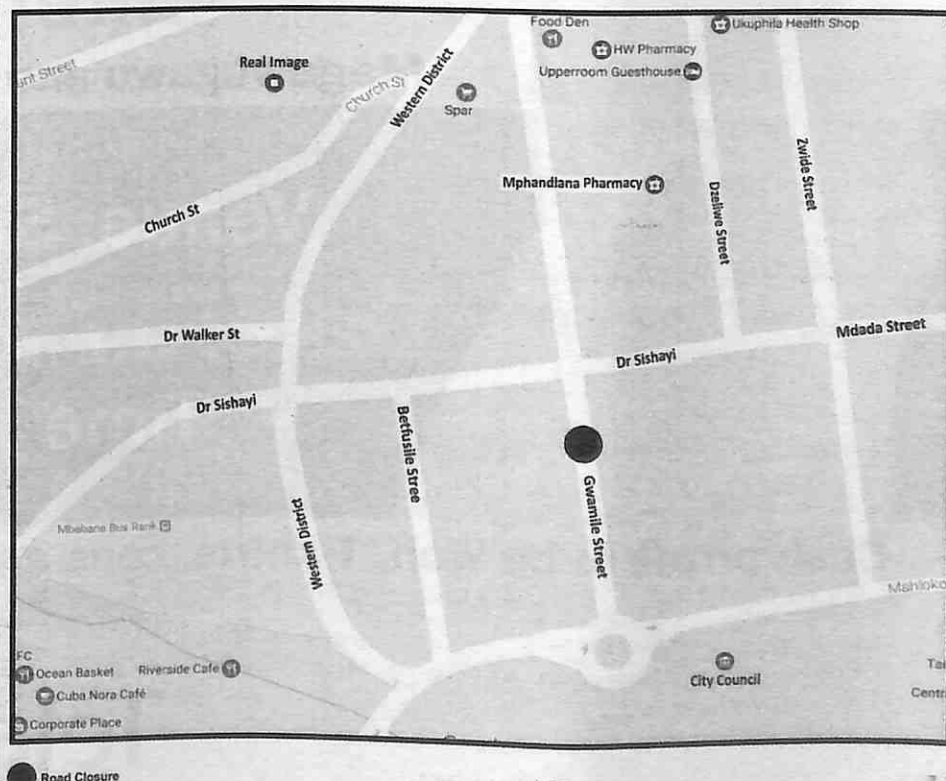 Food Den
Ukuphila Health Shop
HW Pharmacy
Upperroom Guesthouse
Real Image
Street
Church St
Western District
Spar
Mphandlana Pharmacy
Dzeliwe Street
Zwide Street
Church St
Dr Walker St
Dr Sishayi
Mdada Street
Dr Sishayi
Betfusile Stree
Gwamile Street
Western District
Mbabane Bus Rank
Mahloko
FC
Ocean Basket
Riverside Cafe
Cuba Nora Café
Corporate Place
City Council
Tai
Centr
Road Closure